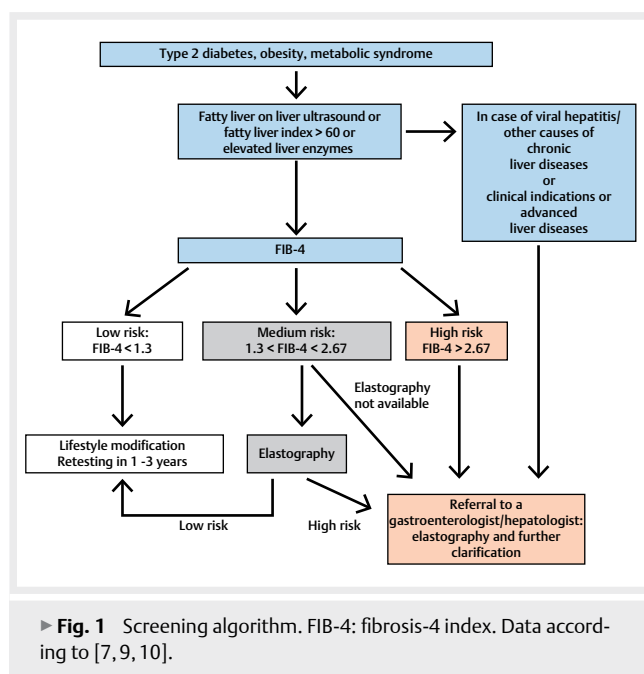 Type 2 diabetes, obesity, metabolic syndrome
Fatty liver on liver ultrasound or
fatty liver index > 60 or
elevated liver enzymes
In case of viral hepatitis/
other causes of
chronic
liver diseases
or
clinical indications or
advanced
liver diseases
FIB-4
Low risk:
FIB-4 < 1.3
Medium risk:
1.3 < FIB-4 < 2.67
High risk
FIB-4 > 2.67
Elastography
not available
Lifestyle modification
Retesting in 1 -3 years
Elastography
Low risk
High risk
Referral to a
gastroenterologist/hepatologist:
elastography and further
clarification
▶ Fig. 1 Screening algorithm. FIB-4: fibrosis-4 index. Data accord-
ing to [7, 9, 10].